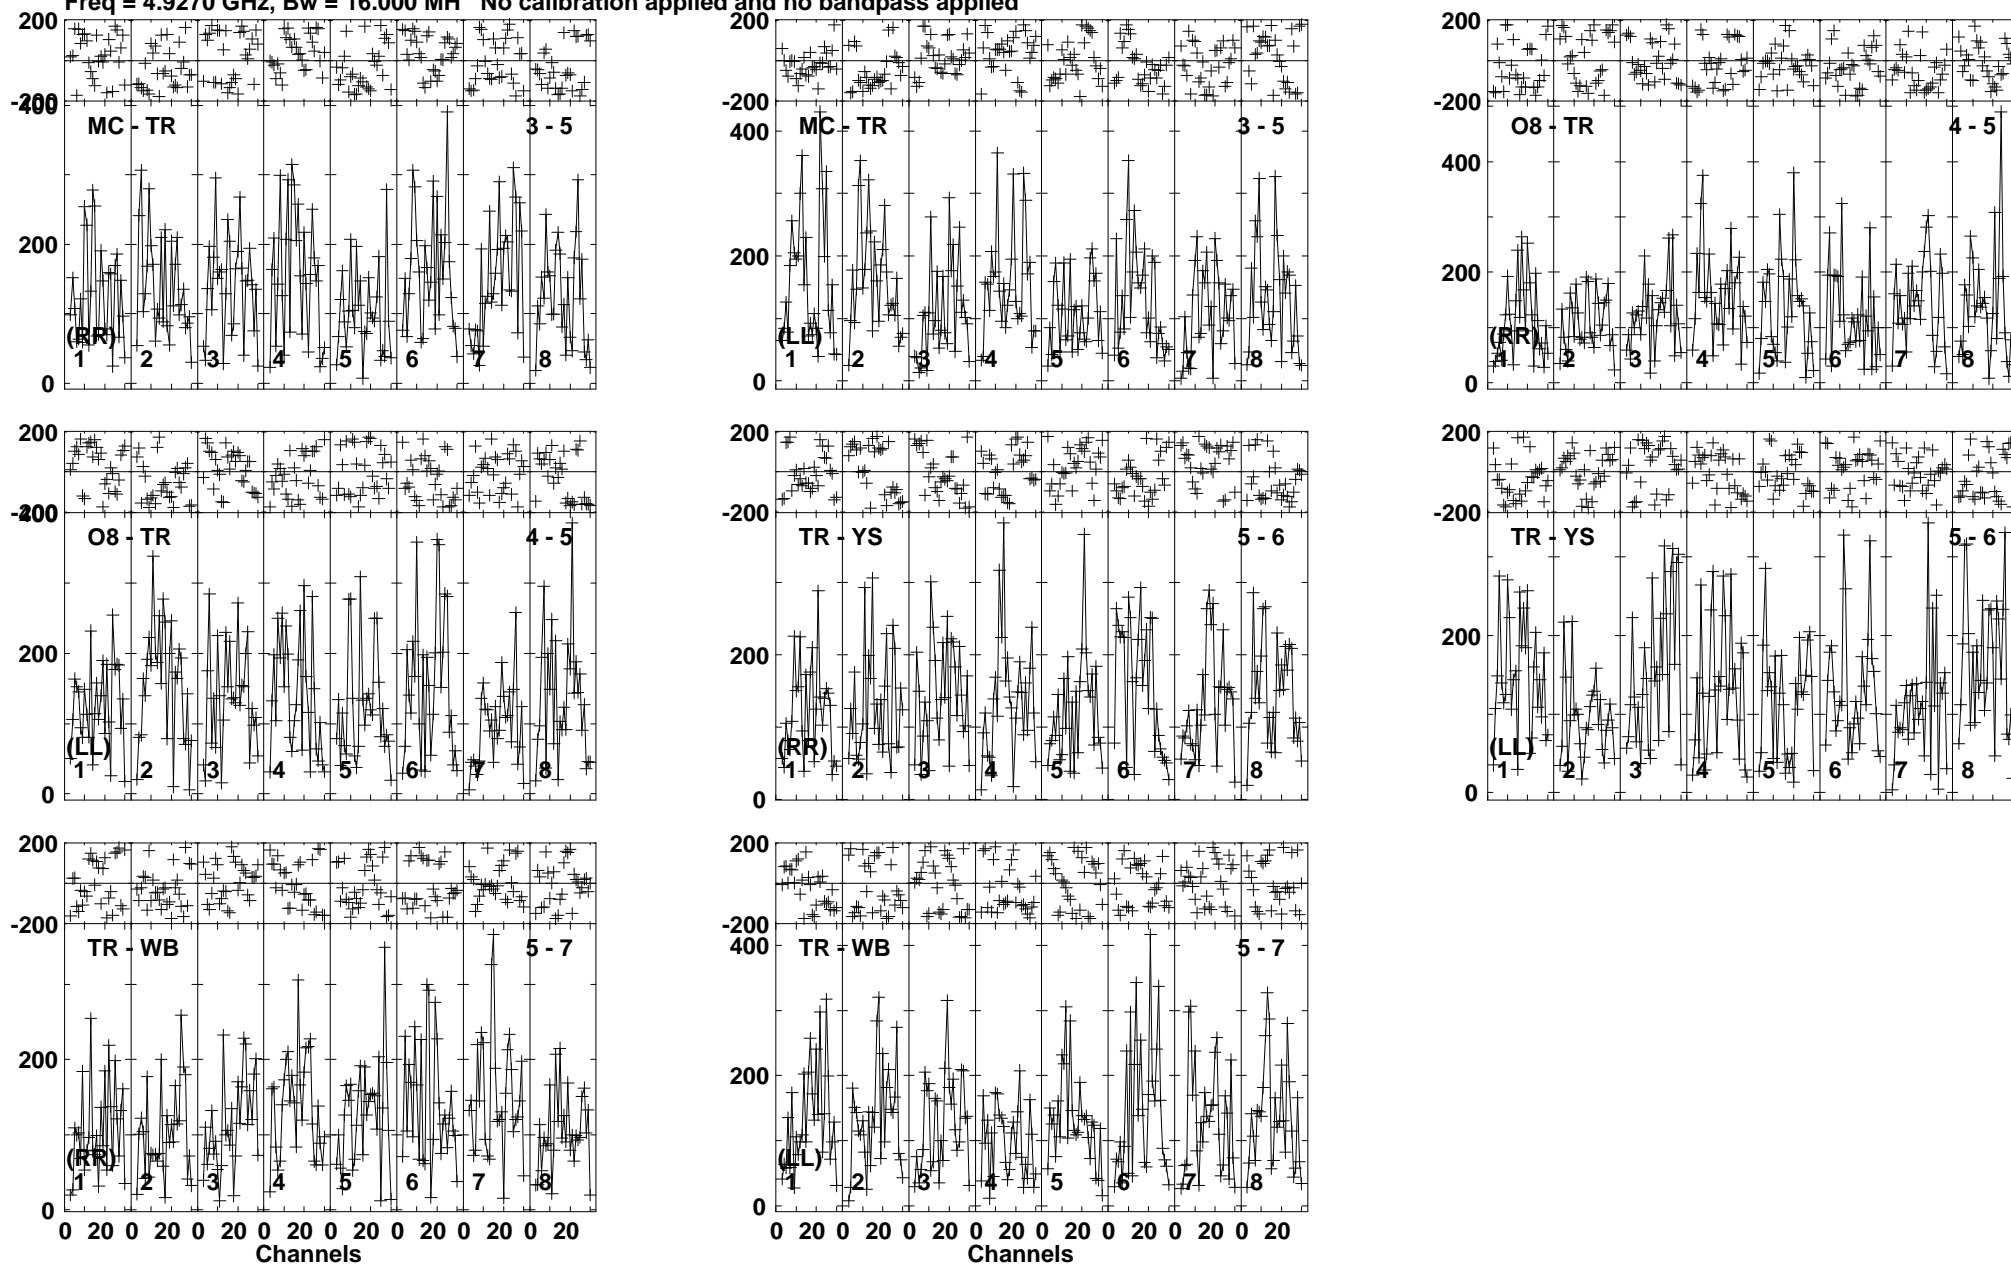 Freq = 4.9270 GHz, Bw = 16.000 MH No calibration applied and no bandpass applied
200 200 200
-200 -200 -200
400 MC - TR 3 - 5 400 MC - TR 3 - 5 400 O8 - TR 4 - 5
200 200 200
(RR) (LL) (RR)
1 2 3 4 5 6 7 8 1 2 3 4 5 6 7 8 1 2 3 4 5 6 7 8
0 0 0
200 200 200
-200 -200 -200
400 O8 - TR 4 - 5 TR - YS 5 - 6 TR - YS 5 - 6
200 200 200
(LL) (RR) (LL)
1 2 3 4 5 6 7 8 1 2 3 4 5 6 7 8 1 2 3 4 5 6 7 8
0 0 0
200 200
-200 -200
TR - WB 5 - 7 400 TR - WB 5 - 7
200 200
(RR) (LL)
1 2 3 4 5 6 7 8 1 2 3 4 5 6 7 8
0 0
0 20 0 20 0 20 0 20 0 20 0 20 0 20 0 20 0 20 0 20 0 20 0 20 0 20 0 20 0 20 0 20
Channels Channels